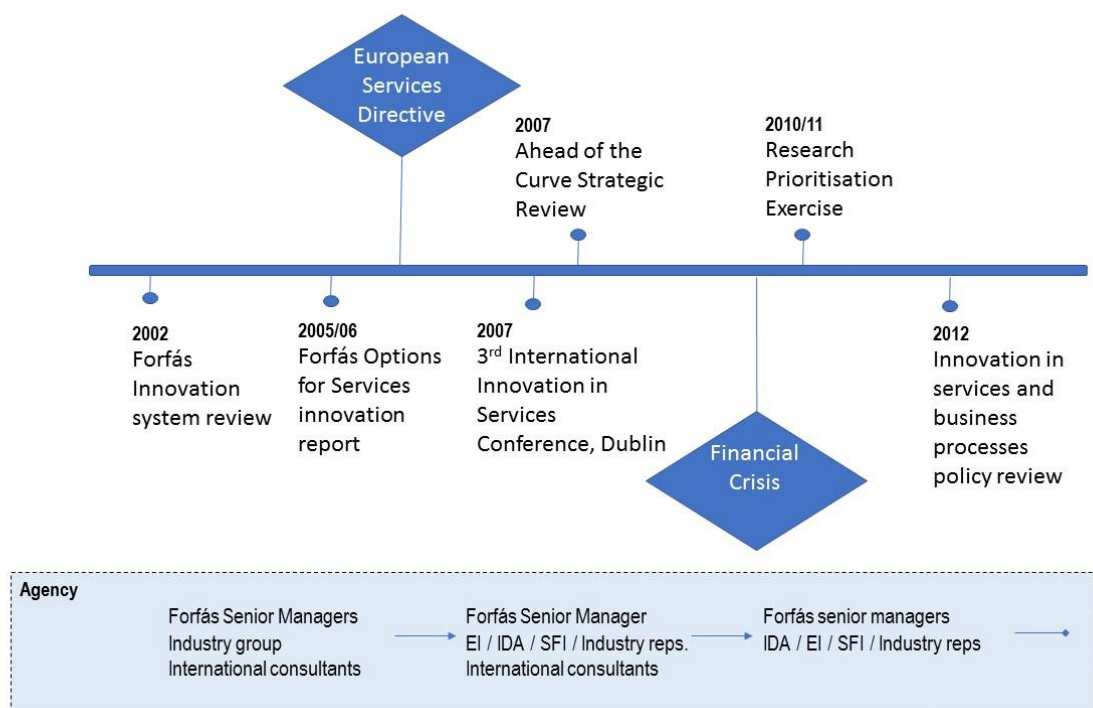 European
Services
Directive
2007
Ahead of the
Curve Strategic
Review
2010/11
Research
Prioritisation
Exercise
2002
Forfás
Innovation
system review
2005/06
Forfás Options
for Services
innovation
report
2007
3rd International
Innovation in
Services
Conference, Dublin
Financial
Crisis
2012
Innovation in
services and
business
processes
policy review
Agency
Forfás Senior Managers
Industry group
International consultants
Forfás Senior Manager
EI / IDA / SFI / Industry reps.
International consultants
Forfás senior managers
IDA / EI / SFI / Industry reps